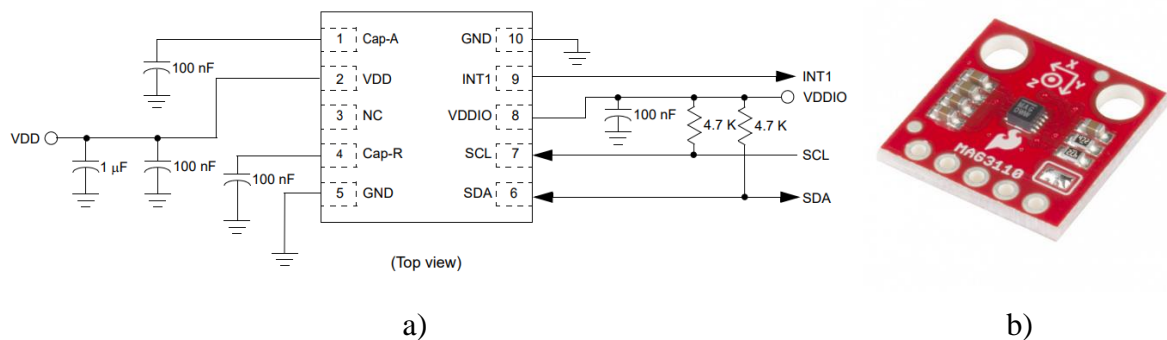 1 Cap-A GND 10
100 nF
2 VDD INT1 9 INT1
3 NC VDDIO 8 VDDIO
VDD 100 nF 4.7 K 4.7 K
1 μF 100 nF 4 Cap-R SCL 7 SCL
100 nF
5 GND SDA 6 SDA
(Top view)
X
Y
Z
MAG3110
a) b)